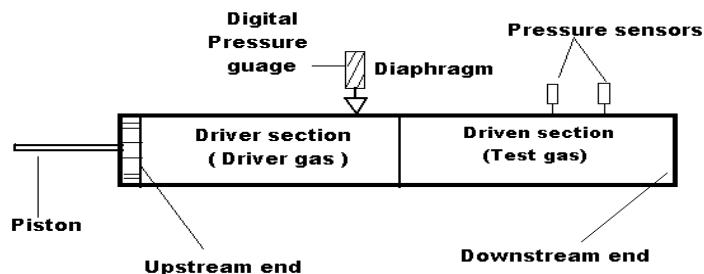 Digital
Pressure
guage
Pressure sensors
Diaphragm
Driver section
( Driver gas )
Driven section
(Test gas)
Piston
Upstream end
Downstream end